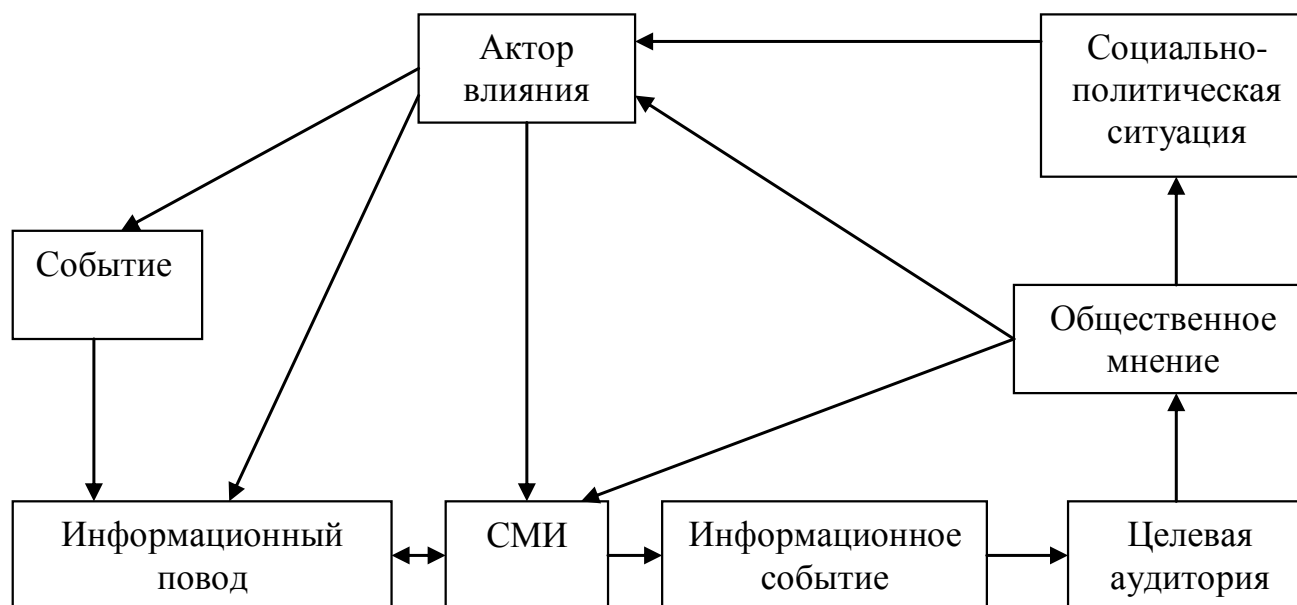 Актор
влияния
Социально-
политическая
ситуация
Событие
Общественное
мнение
Информационный
повод
СМИ
Информационное
событие
Целевая
аудитория